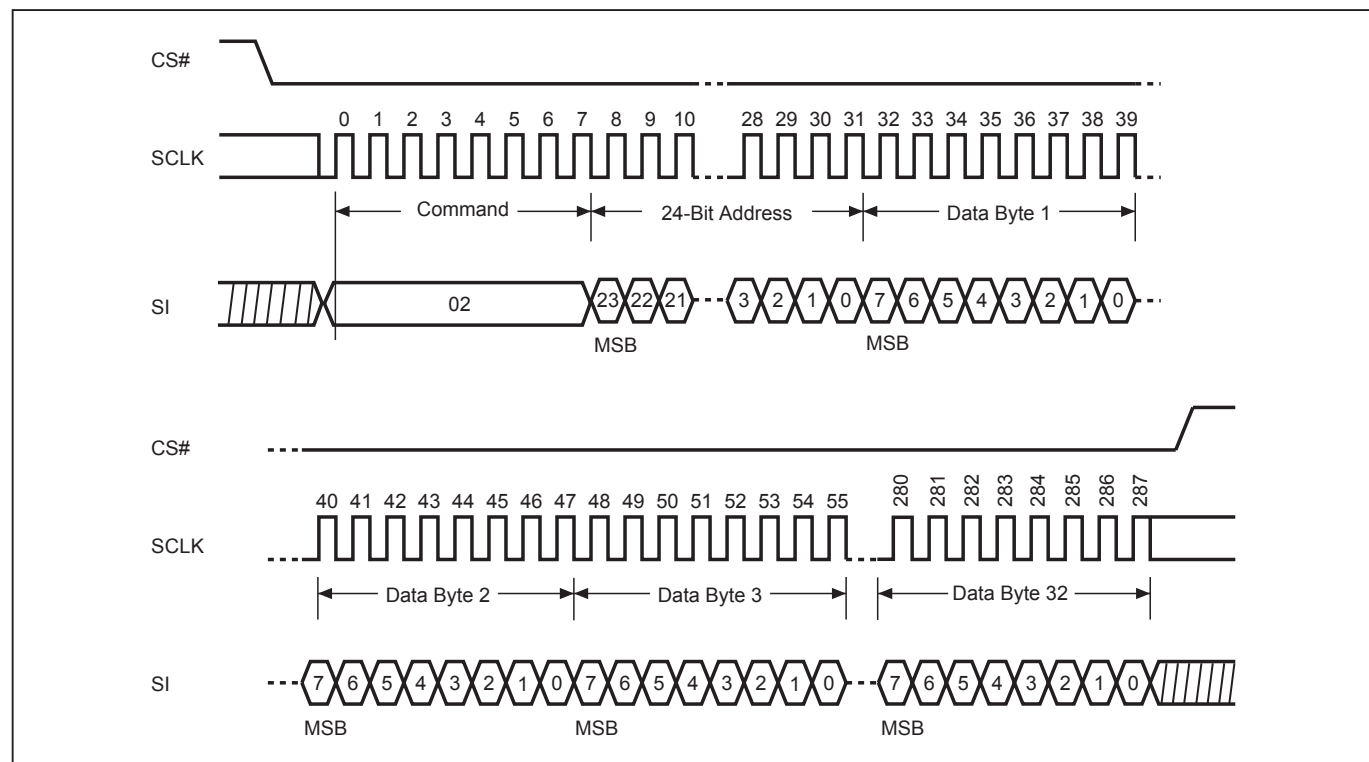 CS#
0 1 2 3 4 5 6 7 8 9 10 28 29 30 31 32 33 34 35 36 37 38 39
SCLK
Command 24-Bit Address Data Byte 1
SI 02 23 22 21 3 2 1 0 7 6 5 4 3 2 1 0
MSB MSB
CS#
40 41 42 43 44 45 46 47 48 49 50 51 52 53 54 55 280 281 282 283 284 285 286 287
SCLK
Data Byte 2 Data Byte 3 Data Byte 32
SI 7 6 5 4 3 2 1 0 7 6 5 4 3 2 1 0 7 6 5 4 3 2 1 0
MSB MSB MSB